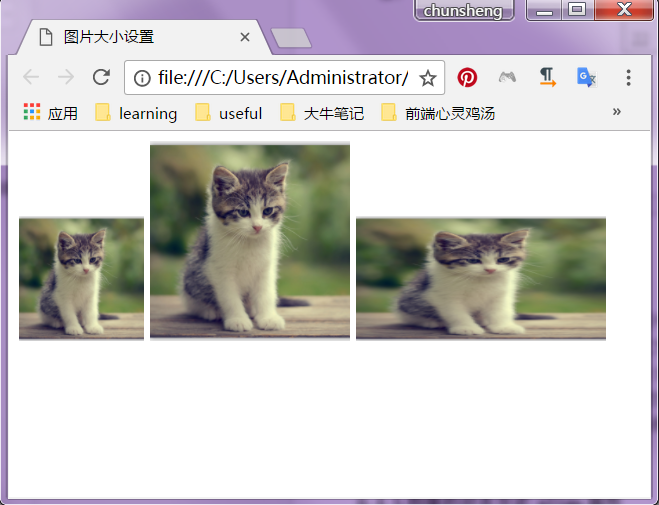 chunsheng
图片大小设置
file:///C:/Users/Administrator/
应用 learning useful 大牛笔记 前端心灵鸡汤 »